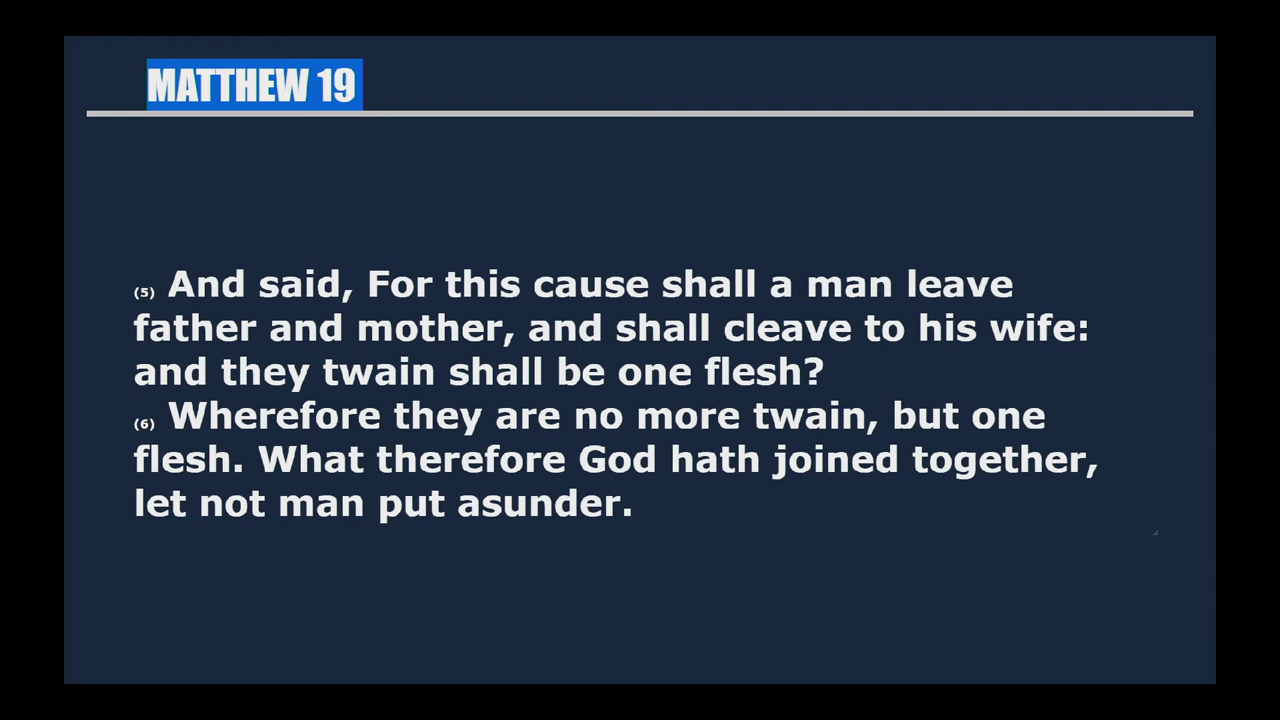 MATTHEW 19
(5) And said, For this cause shall a man leave
father and mother, and shall cleave to his wife:
and they twain shall be one flesh?
(6) Wherefore they are no more twain, but one
flesh. What therefore God hath joined together,
let not man put asunder.